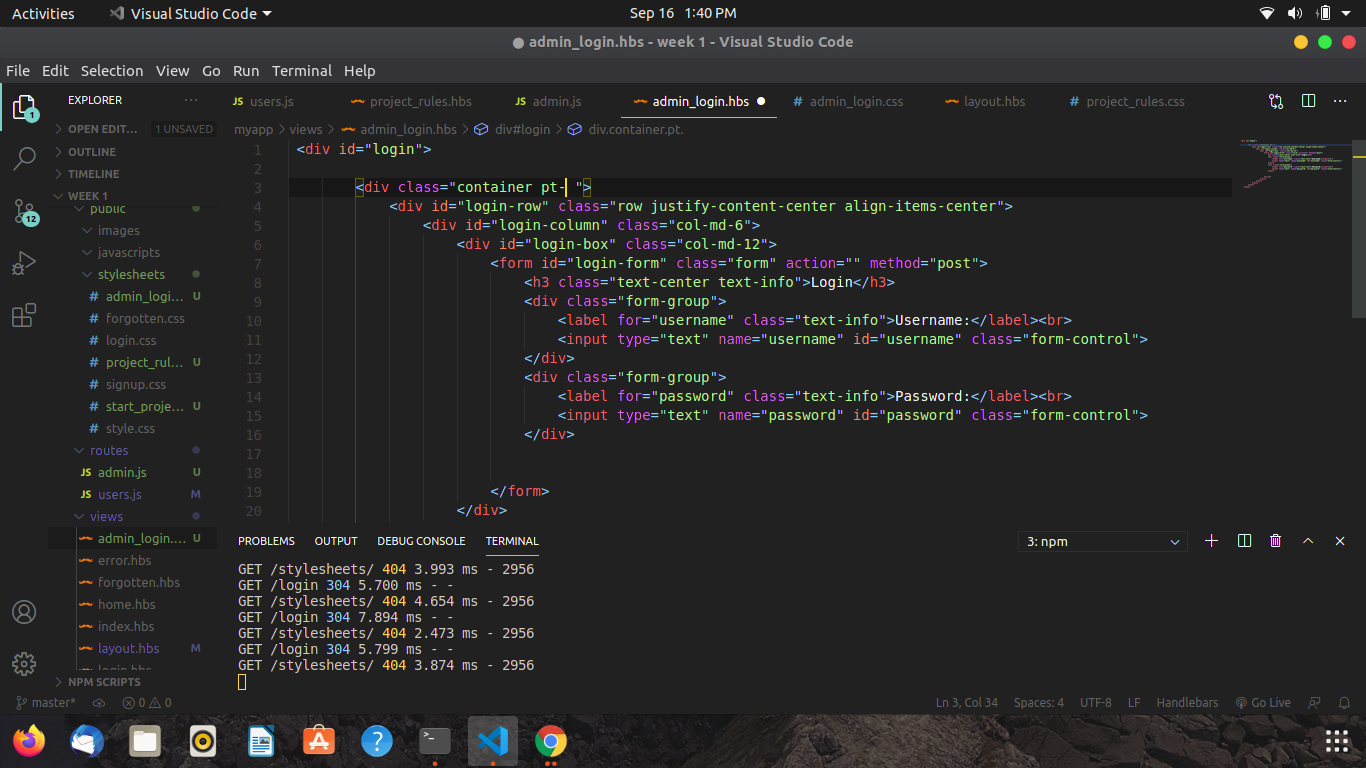 Activities Visual Studio Code Sep 16 1:40 PM
admin_login.hbs - week 1 - Visual Studio Code
File Edit Selection View Go Run Terminal Help
EXPLORER
1
OPEN EDIT... 1 UNSAVED
OUTLINE
TIMELINE
WEEK 1
12
public
images
javascripts
stylesheets
# admin_logi... U
# forgotten.css
# login.css
# project_rul... U
# signup.css
# start_proje... U
# style.css
routes
JS admin.js U
JS users.js M
views
admin_login.... U
error.hbs
forgotten.hbs
home.hbs
index.hbs
layout.hbs M
login.hbs
NPM SCRIPTS
JS users.js project_rules.hbs JS admin.js admin_login.hbs # admin_login.css layout.hbs # project_rules.css
myapp > views > admin_login.hbs > div#login > div.container.pt.
1 <div id="login">
2
3 <div class="container pt- ">
4 <div id="login-row" class="row justify-content-center align-items-center">
5 <div id="login-column" class="col-md-6">
6 <div id="login-box" class="col-md-12">
7 <form id="login-form" class="form" action="" method="post">
8 <h3 class="text-center text-info">Login</h3>
9 <div class="form-group">
10 <label for="username" class="text-info">Username:</label><br>
11 <input type="text" name="username" id="username" class="form-control">
12 </div>
13 <div class="form-group">
14 <label for="password" class="text-info">Password:</label><br>
15 <input type="text" name="password" id="password" class="form-control">
16 </div>
17
18
19 </form>
20 </div>
PROBLEMS OUTPUT DEBUG CONSOLE TERMINAL 3: npm
GET /stylesheets/ 404 3.993 ms - 2956
GET /login 304 5.700 ms - -
GET /stylesheets/ 404 4.654 ms - 2956
GET /login 304 7.894 ms - -
GET /stylesheets/ 404 2.473 ms - 2956
GET /login 304 5.799 ms - -
GET /stylesheets/ 404 3.874 ms - 2956
master* 0 0 Ln 3, Col 34 Spaces: 4 UTF-8 LF Handlebars Go Live